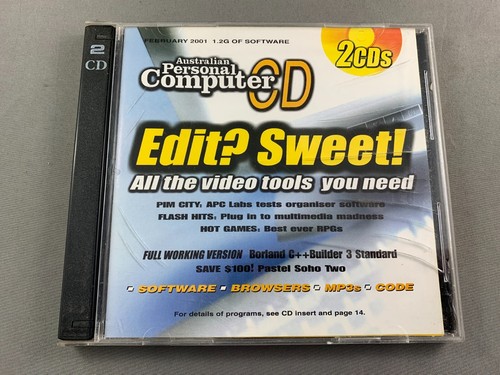 2
CD
FEBRUARY 2001 1.2G OF SOFTWARE
2CDs
Australian
Personal
Computer CD
Edit? Sweet!
All the video tools you need
PIM CITY: APC Labs tests organiser software
FLASH HITS: Plug in to multimedia madness
HOT GAMES: Best ever RPGs
FULL WORKING VERSION Borland C++Builder 3 Standard
SAVE $100! Pastel Soho Two
SOFTWARE BROWSERS MP3s CODE
For details of programs, see CD insert and page 14.